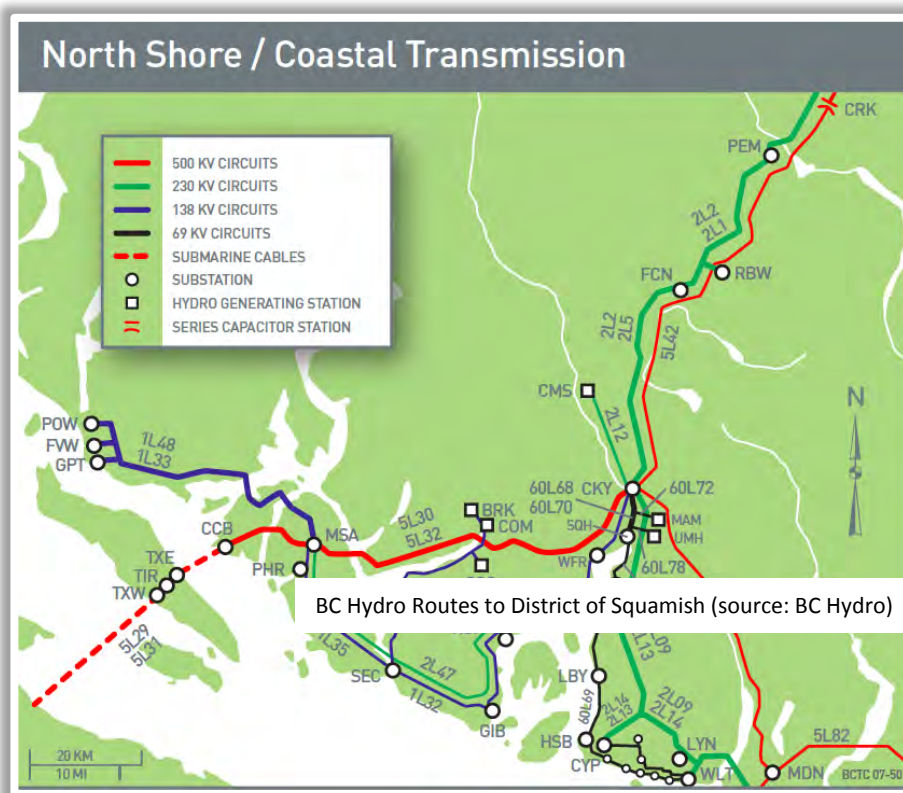 North Shore / Coastal Transmission
CRK
PEM
500 KV CIRCUITS
230 KV CIRCUITS
138 KV CIRCUITS
69 KV CIRCUITS
SUBMARINE CABLES
SUBSTATION
HYDRO GENERATING STATION
SERIES CAPACITOR STATION
2L2
2L1
FCN
RBW
2L2
2L5
5L42
CMS
2L12
N
POW
FVW
GPT
1L48
1L33
60L68
CKY
60L72
60L70
BRK
COM
SQH
MAM
UMH
CCB
MSA
5L30
5L32
WFR
60L78
TXE
TIR
TXW
PHR
BC Hydro Routes to District of Squamish (source: BC Hydro)
5L29
5L31
1L35
SEC
2L47
1L32
GIB
2L09
2L13
LBY
60L69
2L14
2L13
2L09
2L14
HSB
CYP
LYN
WLT
5L82
MDN
20 KM
10 MI
BCTC 07-50